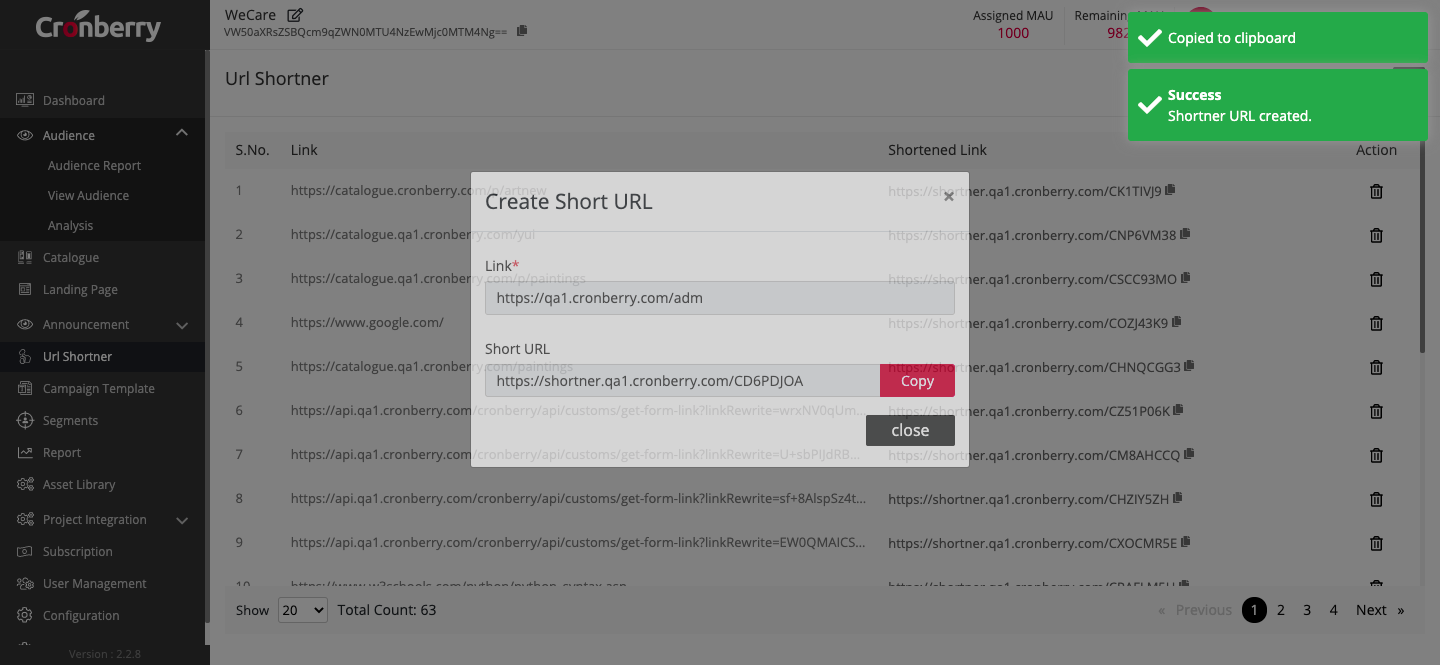 Cronberry
WeCare
VW50aXRsZSBQcm9qZWN0MTU4NzEwMjc0MTM4Ng==
Assigned MAU
1000
Copied to clipboard
Success
Shortner URL created.
Url Shortner
Dashboard
Audience
Audience Report
View Audience
Analysis
Catalogue
Landing Page
Announcement
Url Shortner
Campaign Template
Segments
Report
Asset Library
Project Integration
Subscription
User Management
Configuration
Version : 2.2.8
S.No. Link Shortened Link Action
1 https://catalogue.cronberry.com/p/artnew https://shortner.qa1.cronberry.com/CK1TIVJ9
2 https://catalogue.qa1.cronberry.com/yui https://shortner.qa1.cronberry.com/CNP6VM38
3 https://catalogue.qa1.cronberry.com/p/paintings https://shortner.qa1.cronberry.com/CSCC93MO
4 https://www.google.com/ https://shortner.qa1.cronberry.com/COZJ43K9
5 https://catalogue.qa1.cronberry.com/paintings https://shortner.qa1.cronberry.com/CHNQCGG3
6 https://api.qa1.cronberry.com/cronberry/api/customs/get-form-link?linkRewrite=wrxNV0qUm... https://shortner.qa1.cronberry.com/CZ51P06K
7 https://api.qa1.cronberry.com/cronberry/api/customs/get-form-link?linkRewrite=U+sbPIJdRB... https://shortner.qa1.cronberry.com/CM8AHCCQ
8 https://api.qa1.cronberry.com/cronberry/api/customs/get-form-link?linkRewrite=sf+8AlspSz4t... https://shortner.qa1.cronberry.com/CHZIY5ZH
9 https://api.qa1.cronberry.com/cronberry/api/customs/get-form-link?linkRewrite=EW0QMAICS... https://shortner.qa1.cronberry.com/CXOCMR5E
Create Short URL ×
Link*
https://qa1.cronberry.com/adm
Short URL
https://shortner.qa1.cronberry.com/CD6PDJOA Copy
close
Show 20 Total Count: 63
« Previous 1 2 3 4 Next »